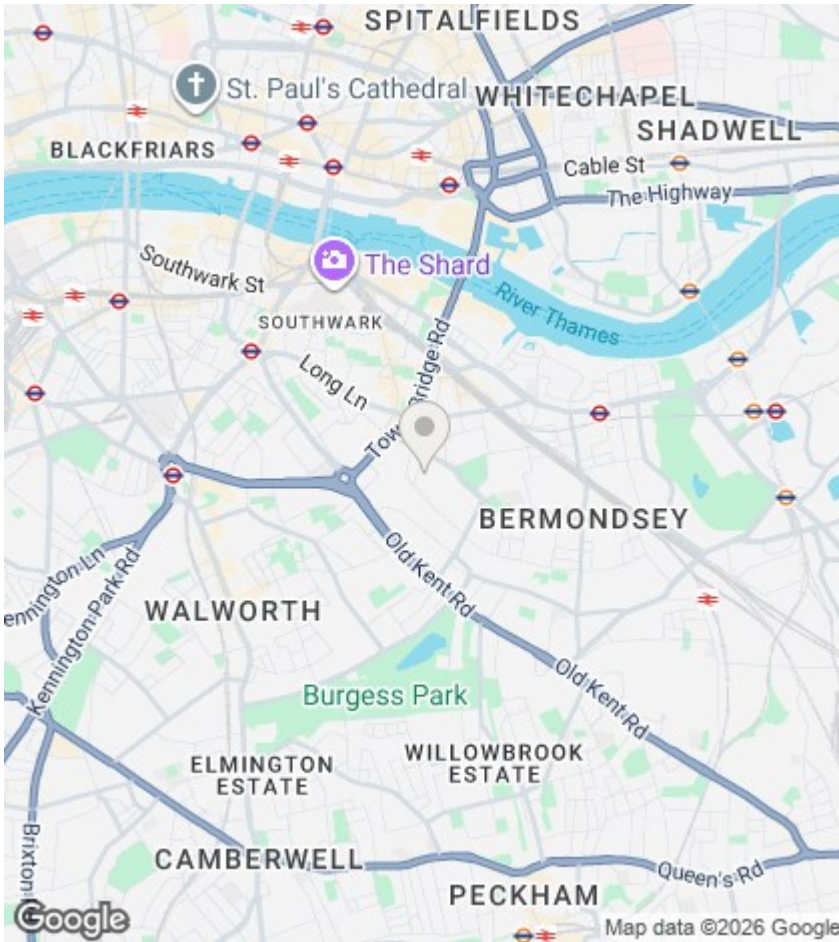 SPITALFIELDS
St. Paul's Cathedral
WHITECHAPEL
SHADWELL
BLACKFRIARS
Cable St
The Highway
Southwark St
The Shard
River Thames
SOUTHWARK
Long Ln
Tower Bridge Rd
BERMONDSEY
Old Kent Rd
ennington Ln
Kennington Park Rd
WALWORTH
Old Kent Rd
Burgess Park
ELMINGTON
ESTATE
WILLOWBROOK
ESTATE
Brixton
CAMBERWELL
Queen's Rd
PECKHAM
Google
Map data ©2026 Google